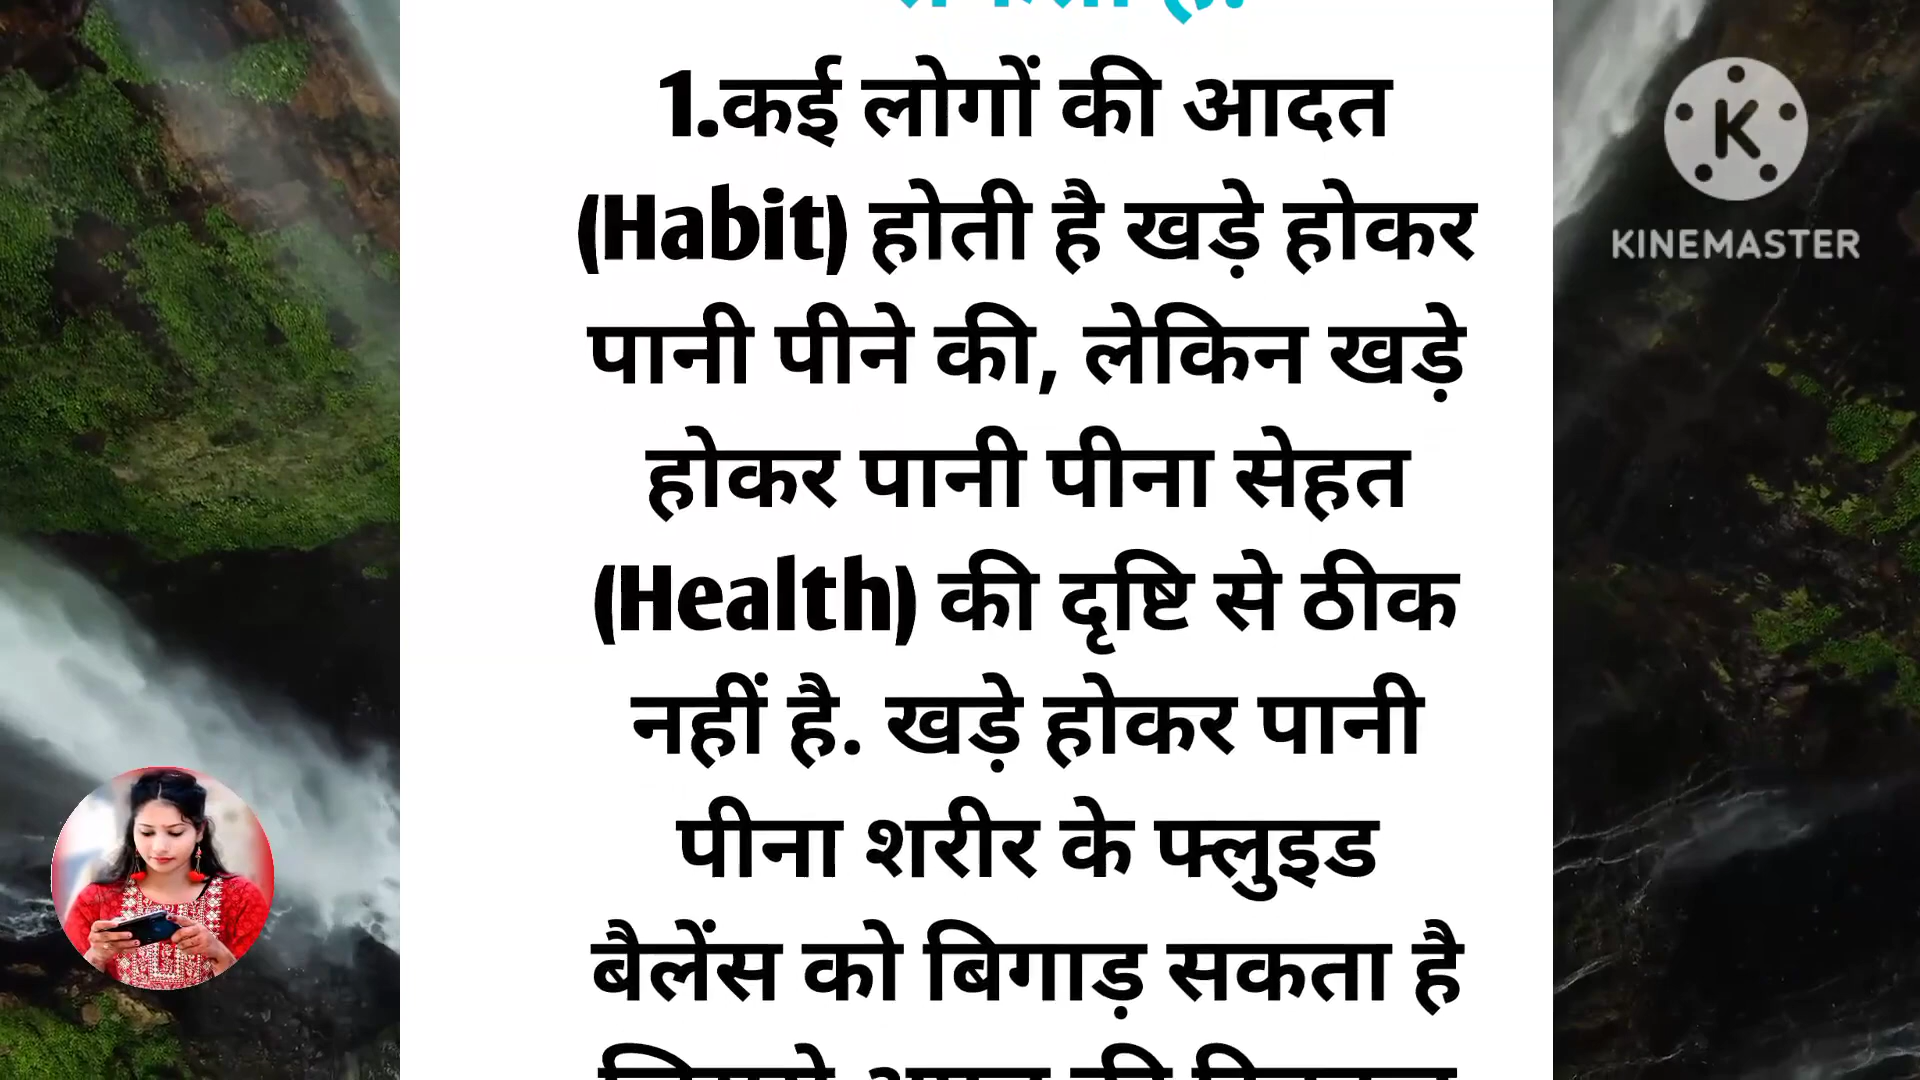 1.कई लोगों की आदत
(Habit) होती है खड़े होकर
पानी पीने की, लेकिन खड़े
होकर पानी पीना सेहत
(Health) की दृष्टि से ठीक
नहीं है. खड़े होकर पानी
पीना शरीर के फ्लुइड
बैलेंस को बिगाड़ सकता है
K
KINEMASTER